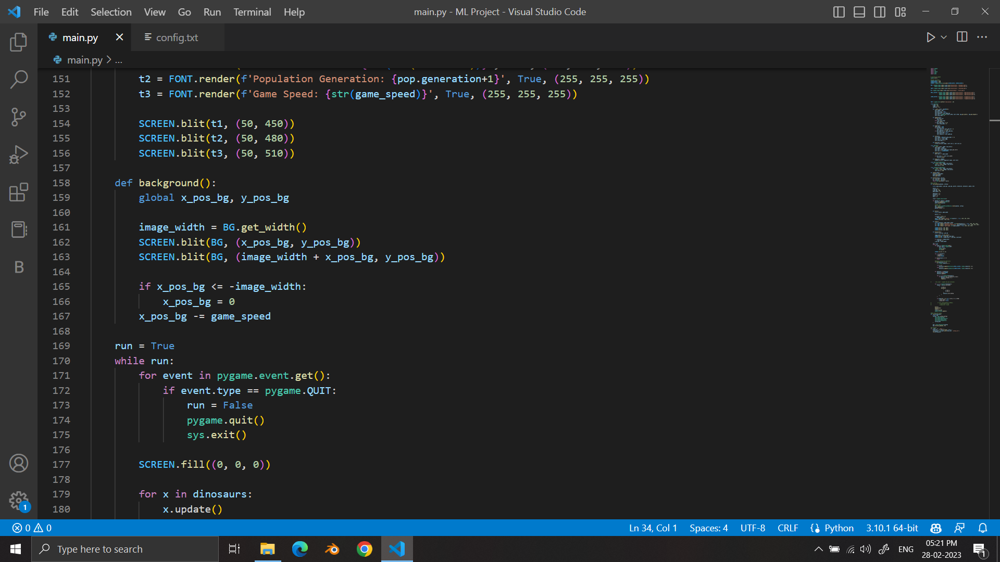 File Edit Selection View Go Run Terminal Help
main.py - ML Project - Visual Studio Code
main.py
config.txt
main.py > ...
151 t2 = FONT.render(f'Population Generation: {pop.generation+1}', True, (255, 255, 255))
152 t3 = FONT.render(f'Game Speed: {str(game_speed)}', True, (255, 255, 255))
153
154 SCREEN.blit(t1, (50, 450))
155 SCREEN.blit(t2, (50, 480))
156 SCREEN.blit(t3, (50, 510))
157
158 def background():
159 global x_pos_bg, y_pos_bg
160
161 image_width = BG.get_width()
162 SCREEN.blit(BG, (x_pos_bg, y_pos_bg))
163 SCREEN.blit(BG, (image_width + x_pos_bg, y_pos_bg))
164
165 if x_pos_bg <= -image_width:
166 x_pos_bg = 0
167 x_pos_bg -= game_speed
168
169 run = True
170 while run:
171 for event in pygame.event.get():
172 if event.type == pygame.QUIT:
173 run = False
174 pygame.quit()
175 sys.exit()
176
177 SCREEN.fill((0, 0, 0))
178
179 for x in dinosaurs:
180 x.update()
B
1
0 0
Ln 34, Col 1 Spaces: 4 UTF-8 CRLF Python 3.10.1 64-bit
Type here to search
ENG
05:21 PM
28-02-2023
1